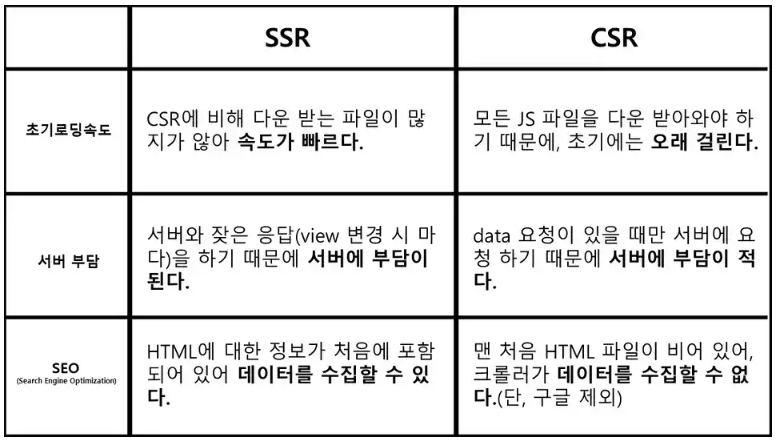 SSR
CSR
초기로딩속도
CSR에 비해 다운 받는 파일이 많
지가 않아 속도가 빠르다.
모든 JS 파일을 다운 받아와야 하
기 때문에, 초기에는 오래 걸린다.
서버 부담
서버와 잦은 응답(view 변경 시 마
다)을 하기 때문에 서버에 부담이
된다.
data 요청이 있을 때만 서버에 요
청 하기 때문에 서버에 부담이 적
다.
SEO
(Search Engine Optimization)
HTML에 대한 정보가 처음에 포함
되어 있어 데이터를 수집할 수 있
다.
맨 처음 HTML 파일이 비어 있어,
크롤러가 데이터를 수집할 수 없
다.(단, 구글 제외)